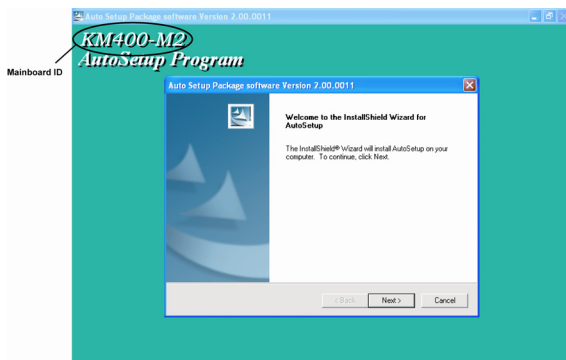 Auto Setup Package software Version 2.00.0011
KM400-M2
AutoSetup Program
Mainboard ID
Auto Setup Package software Version 2.00.0011
Welcome to the InstallShield Wizard for
AutoSetup
The InstallShield® Wizard will install AutoSetup on your
computer. To continue, click Next.
< Back
Next >
Cancel